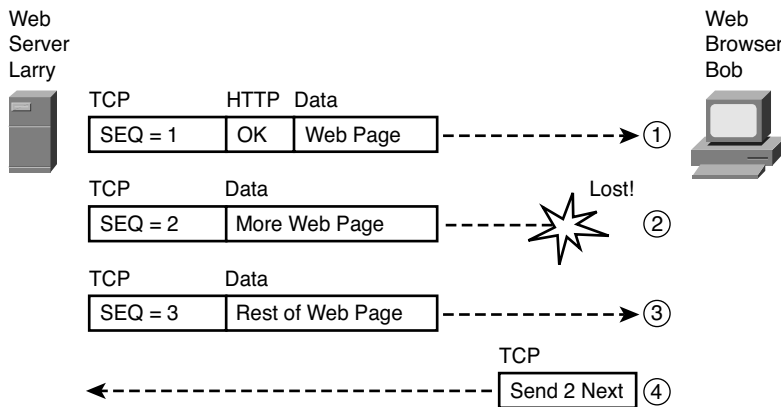 Web
Server
Larry
Web
Browser
Bob
TCP HTTP Data
SEQ = 1 OK Web Page 1
TCP Data Lost!
SEQ = 2 More Web Page 2
TCP Data
SEQ = 3 Rest of Web Page 3
TCP
Send 2 Next 4